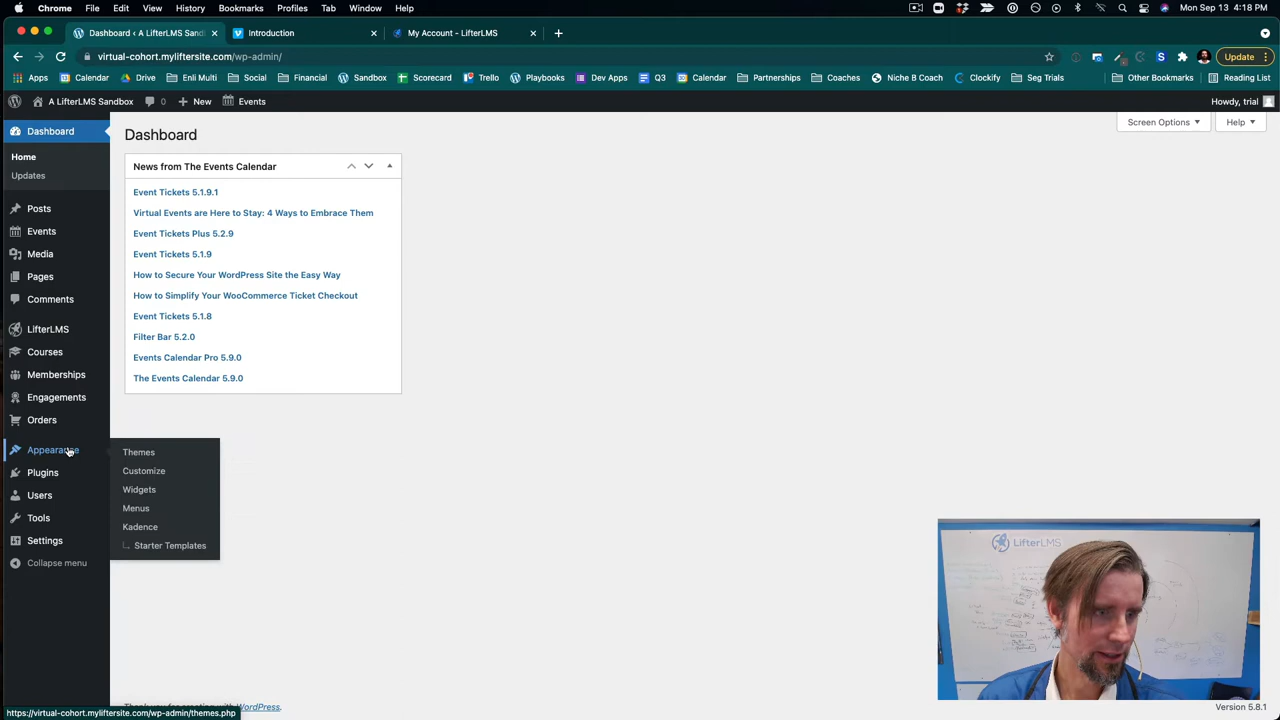 Chrome File Edit View History Bookmarks Profiles Tab Window Help Mon Sep 13 4:18 PM
Dashboard ‹ A LifterLMS Sand Introduction My Account - LifterLMS
virtual-cohort.myliftersite.com/wp-admin/ Update
Apps Calendar Drive Enli Multi Social Financial Sandbox Scorecard Trello Playbooks Dev Apps Q3 Calendar Partnerships Coaches Niche B Coach Clockify Seg Trials Other Bookmarks Reading List
A LifterLMS Sandbox 0 New Events Howdy, trial
Screen Options Help
Dashboard
Home
Updates
Posts
Events
Media
Pages
Comments
LifterLMS
Courses
Memberships
Engagements
Orders
Appearance
Plugins
Users
Tools
Settings
Collapse menu
Themes
Customize
Widgets
Menus
Kadence
Starter Templates
Dashboard
News from The Events Calendar
Event Tickets 5.1.9.1
Virtual Events are Here to Stay: 4 Ways to Embrace Them
Event Tickets Plus 5.2.9
Event Tickets 5.1.9
How to Secure Your WordPress Site the Easy Way
How to Simplify Your WooCommerce Ticket Checkout
Event Tickets 5.1.8
Filter Bar 5.2.0
Events Calendar Pro 5.9.0
The Events Calendar 5.9.0
LifterLMS
WordPress.
Version 5.8.1
https://virtual-cohort.myliftersite.com/wp-admin/themes.php